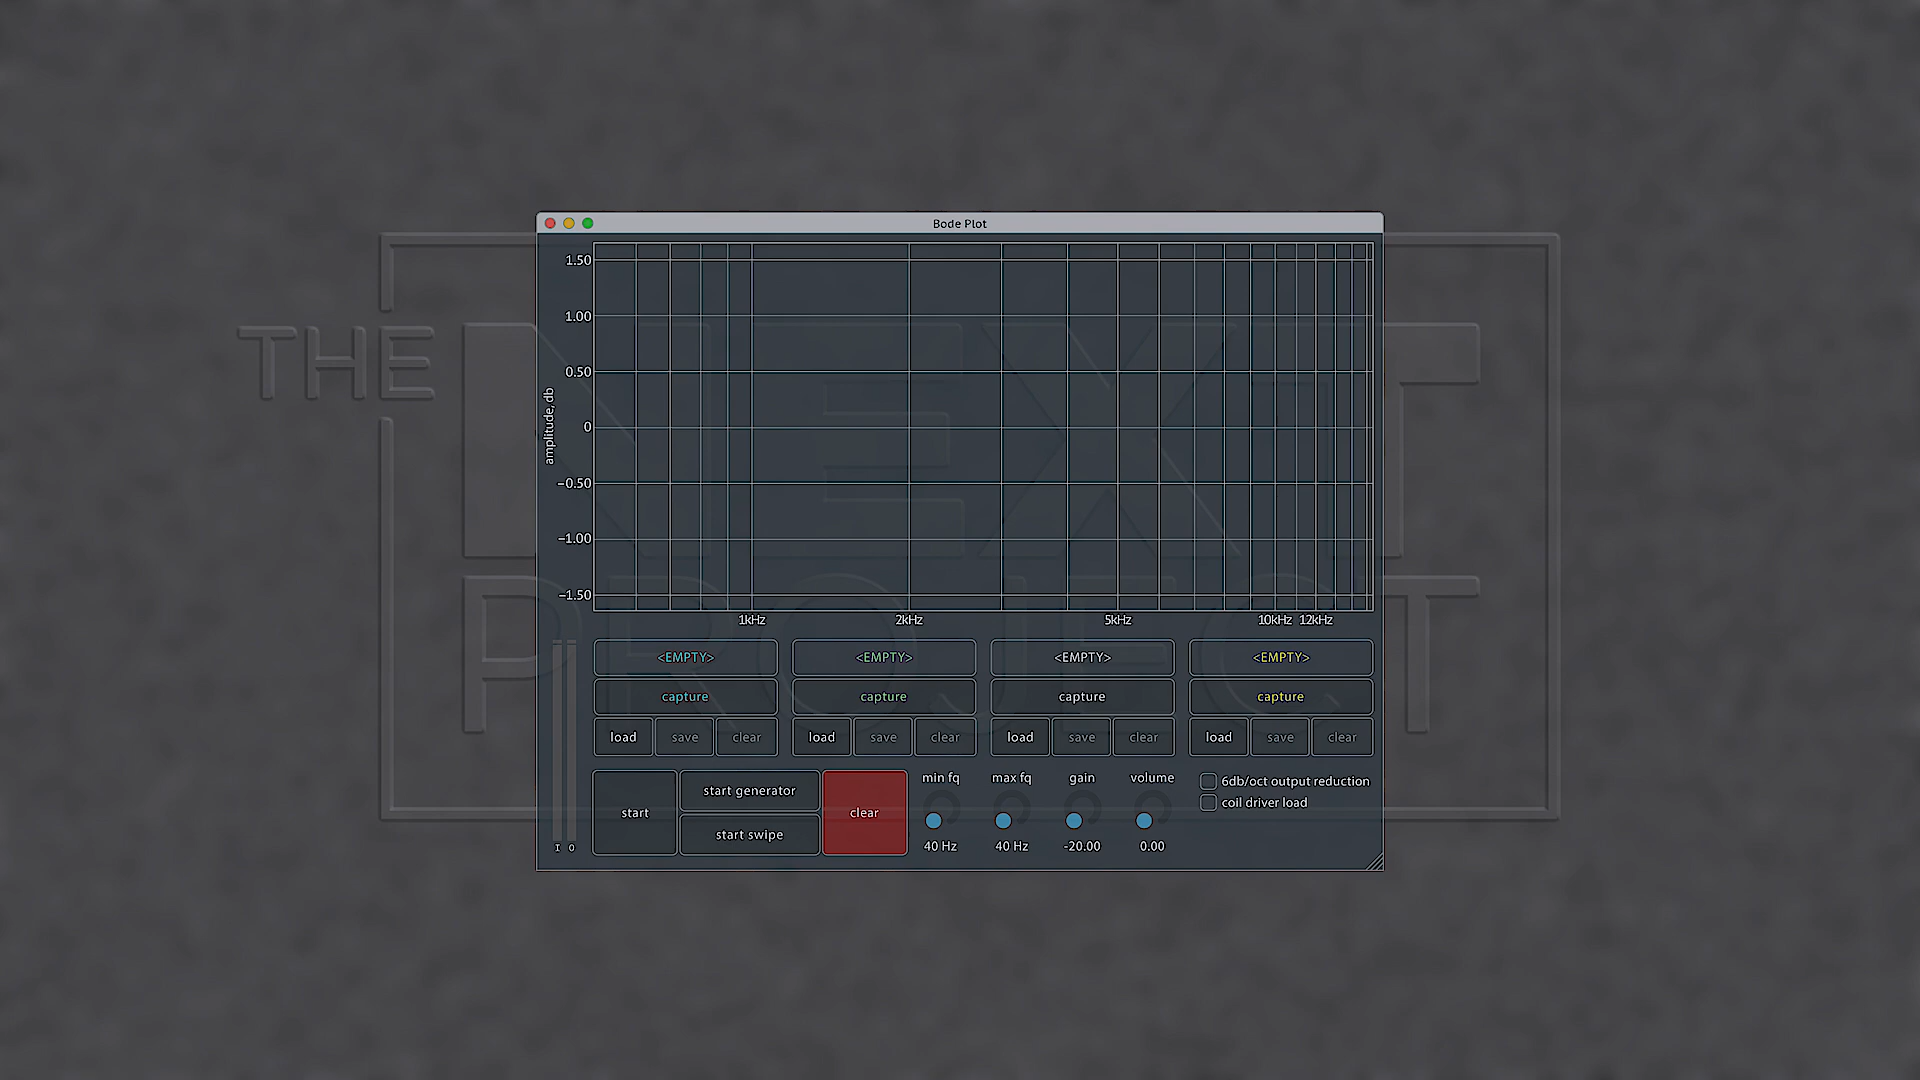 Bode Plot
THE
NEXT
PROJECT
amplitude, db
1.50
1.00
0.50
0
−0.50
−1.00
−1.50
1kHz 2kHz 5kHz 10kHz 12kHz
<EMPTY> <EMPTY> <EMPTY> <EMPTY>
capture capture capture capture
load save clear load save clear load save clear load save clear
start
start generator
start swipe
clear
min fq max fq gain volume
40 Hz 40 Hz -20.00 0.00
6db/oct output reduction
coil driver load
I O